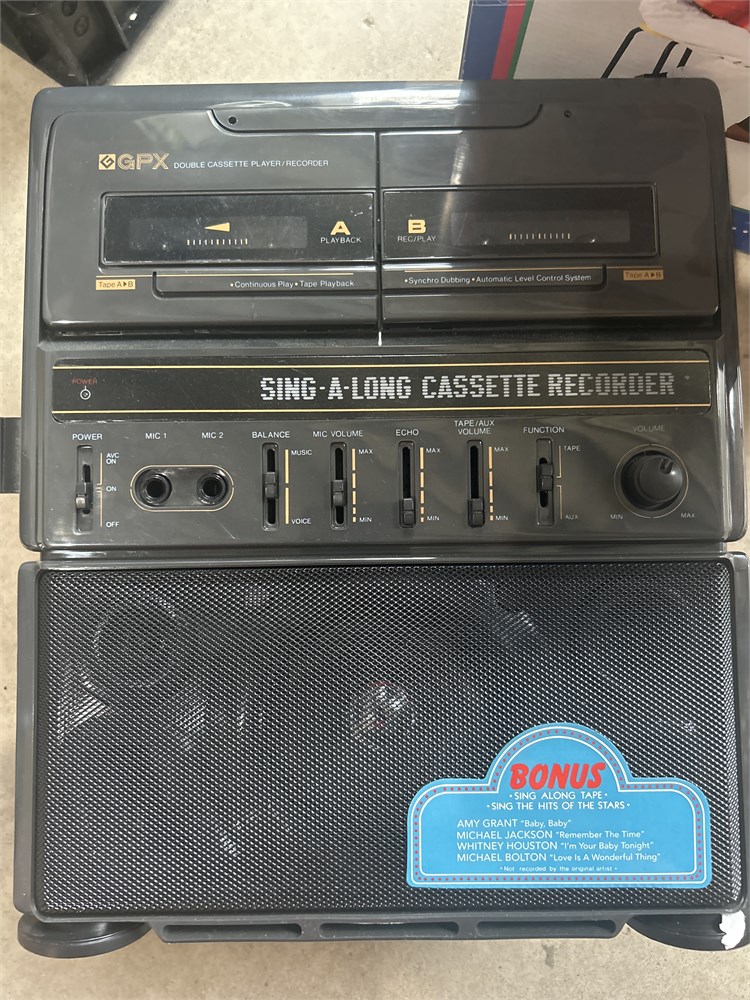 GPX DOUBLE CASSETTE PLAYER/RECORDER
A
PLAYBACK
B
REC/PLAY
Tape A▶B
•Continuous Play•Tape Playback
•Synchro Dubbing•Automatic Level Control System
Tape A▶B
POWER
SING-A-LONG CASSETTE RECORDER
POWER
AVC
ON
ON
OFF
MIC 1
MIC 2
BALANCE
MUSIC
VOICE
MIC VOLUME
MAX
MIN
ECHO
MAX
MIN
TAPE/AUX
VOLUME
MAX
MIN
FUNCTION
TAPE
AUX
VOLUME
MIN
MAX
BONUS
•SING ALONG TAPE•
•SING THE HITS OF THE STARS•
AMY GRANT "Baby, Baby"
MICHAEL JACKSON "Remember The Time"
WHITNEY HOUSTON "I'm Your Baby Tonight"
MICHAEL BOLTON "Love Is A Wonderful Thing"
*Not recorded by the original artist•